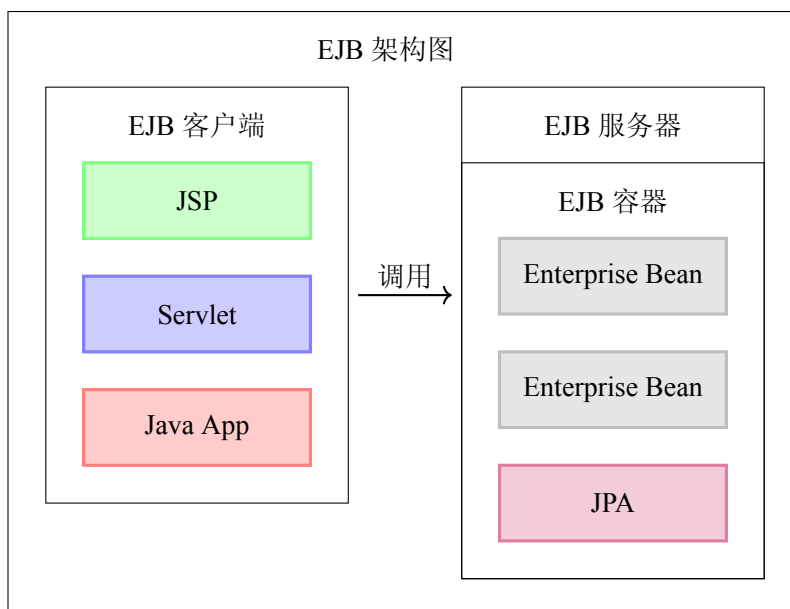 EJB 架构图
EJB 客户端
JSP
Servlet
Java App
调用
EJB 服务器
EJB 容器
Enterprise Bean
Enterprise Bean
JPA